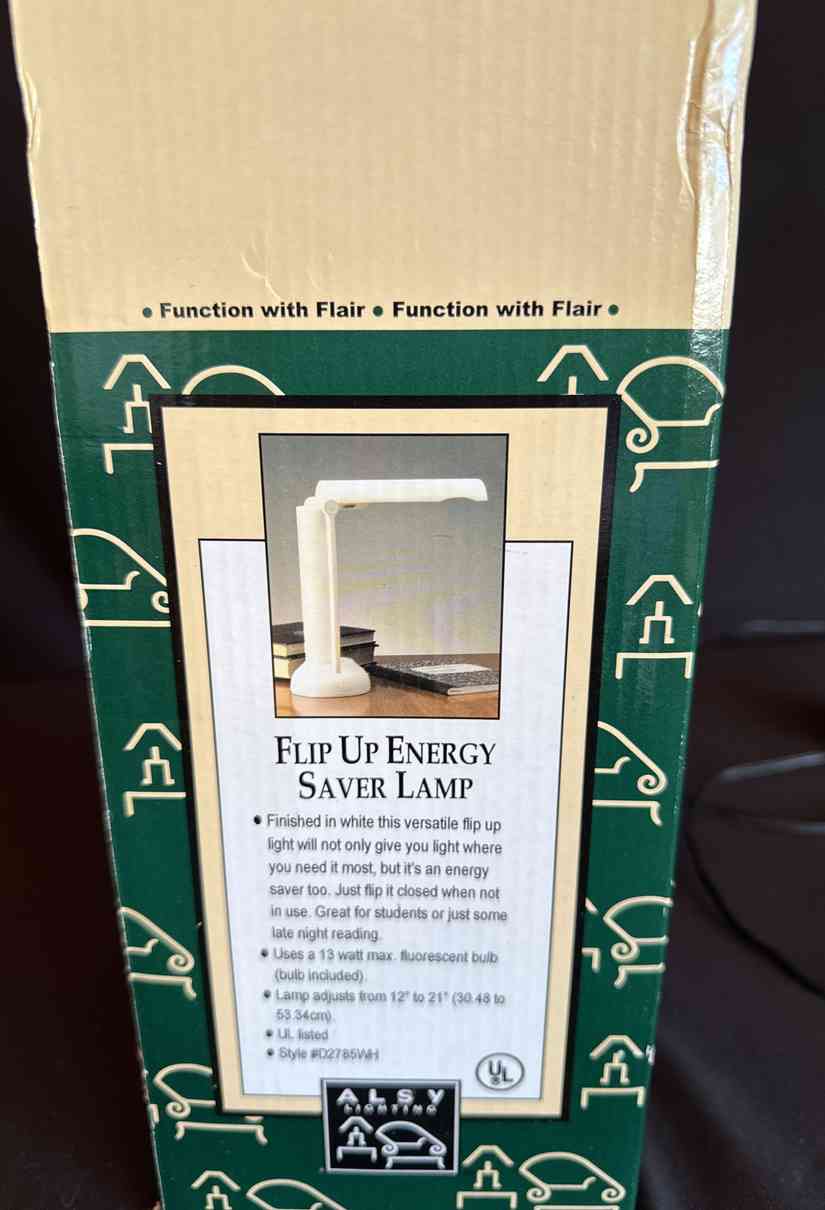 • Function with Flair • Function with Flair •
FLIP UP ENERGY
SAVER LAMP
• Finished in white this versatile flip up
light will not only give you light where
you need it most, but it's an energy
saver too. Just flip it closed when not
in use. Great for students or just some
late night reading.
• Uses a 13 watt max. fluorescent bulb
(bulb included).
• Lamp adjusts from 12" to 21" (30.48 to
53.34cm).
• UL listed
• Style #D2785WH
UL
ALSY
LIGHTING